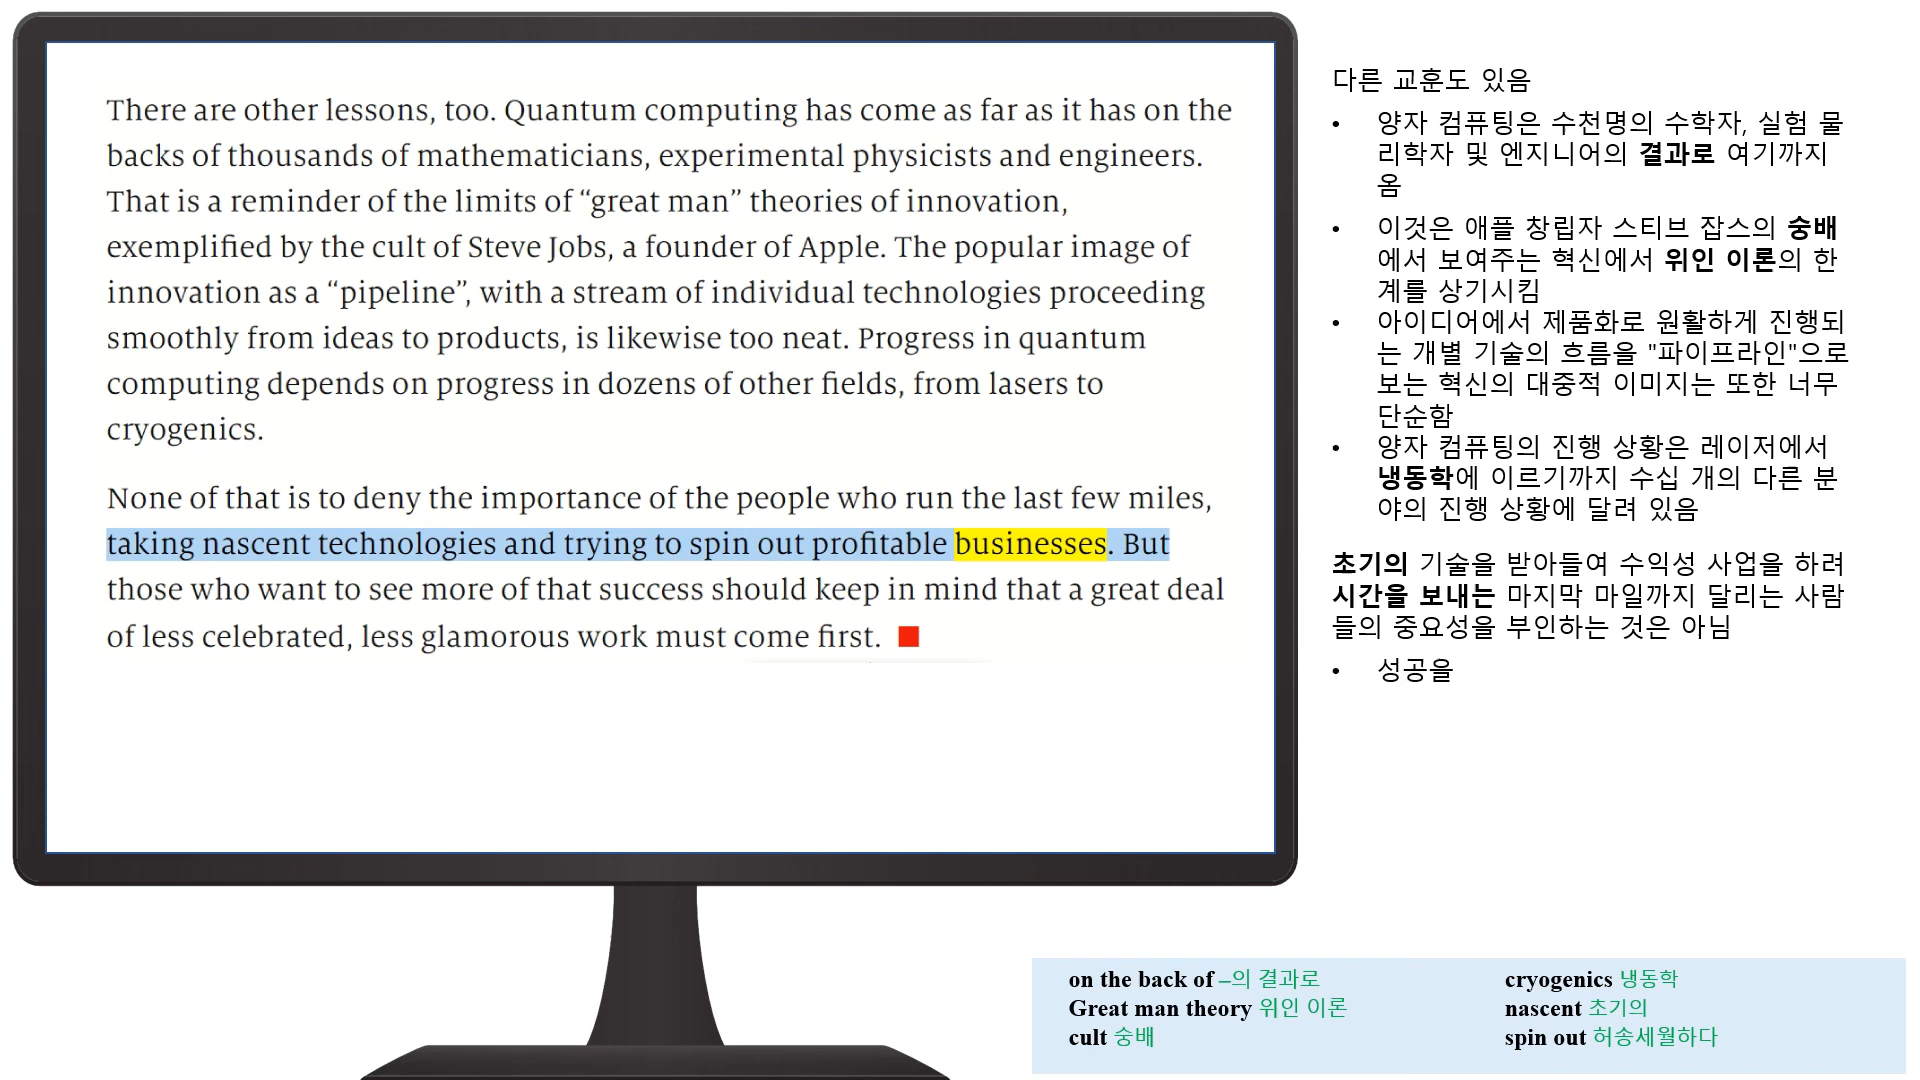 There are other lessons, too. Quantum computing has come as far as it has on the
backs of thousands of mathematicians, experimental physicists and engineers.
That is a reminder of the limits of “great man” theories of innovation,
exemplified by the cult of Steve Jobs, a founder of Apple. The popular image of
innovation as a “pipeline”, with a stream of individual technologies proceeding
smoothly from ideas to products, is likewise too neat. Progress in quantum
computing depends on progress in dozens of other fields, from lasers to
cryogenics.
None of that is to deny the importance of the people who run the last few miles,
taking nascent technologies and trying to spin out profitable businesses. But
those who want to see more of that success should keep in mind that a great deal
of less celebrated, less glamorous work must come first.
다른 교훈도 있음
• 양자 컴퓨팅은 수천명의 수학자, 실험 물
리학자 및 엔지니어의 결과로 여기까지
옴
• 이것은 애플 창립자 스티브 잡스의 숭배
에서 보여주는 혁신에서 위인 이론의 한
계를 상기시킴
• 아이디어에서 제품화로 원활하게 진행되
는 개별 기술의 흐름을 "파이프라인"으로
보는 혁신의 대중적 이미지는 또한 너무
단순함
• 양자 컴퓨팅의 진행 상황은 레이저에서
냉동학에 이르기까지 수십 개의 다른 분
야의 진행 상황에 달려 있음
초기의 기술을 받아들여 수익성 사업을 하려
시간을 보내는 마지막 마일까지 달리는 사람
들의 중요성을 부인하는 것은 아님
• 성공을
on the back of –의 결과로
Great man theory 위인 이론
cult 숭배
cryogenics 냉동학
nascent 초기의
spin out 허송세월하다